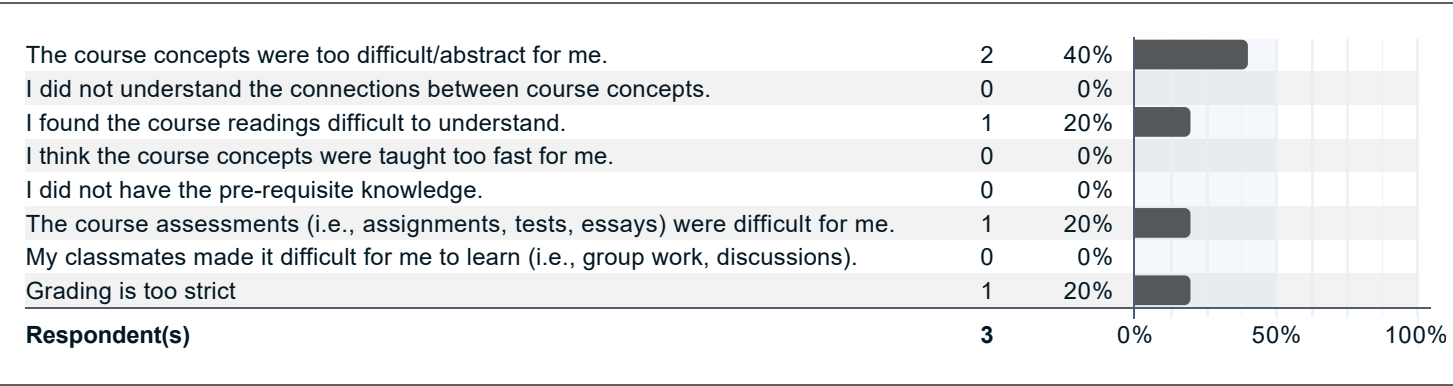 The course concepts were too difficult/abstract for me. 2 40%
I did not understand the connections between course concepts. 0 0%
I found the course readings difficult to understand. 1 20%
I think the course concepts were taught too fast for me. 0 0%
I did not have the pre-requisite knowledge. 0 0%
The course assessments (i.e., assignments, tests, essays) were difficult for me. 1 20%
My classmates made it difficult for me to learn (i.e., group work, discussions). 0 0%
Grading is too strict 1 20%
Respondent(s) 3 0% 50% 100%